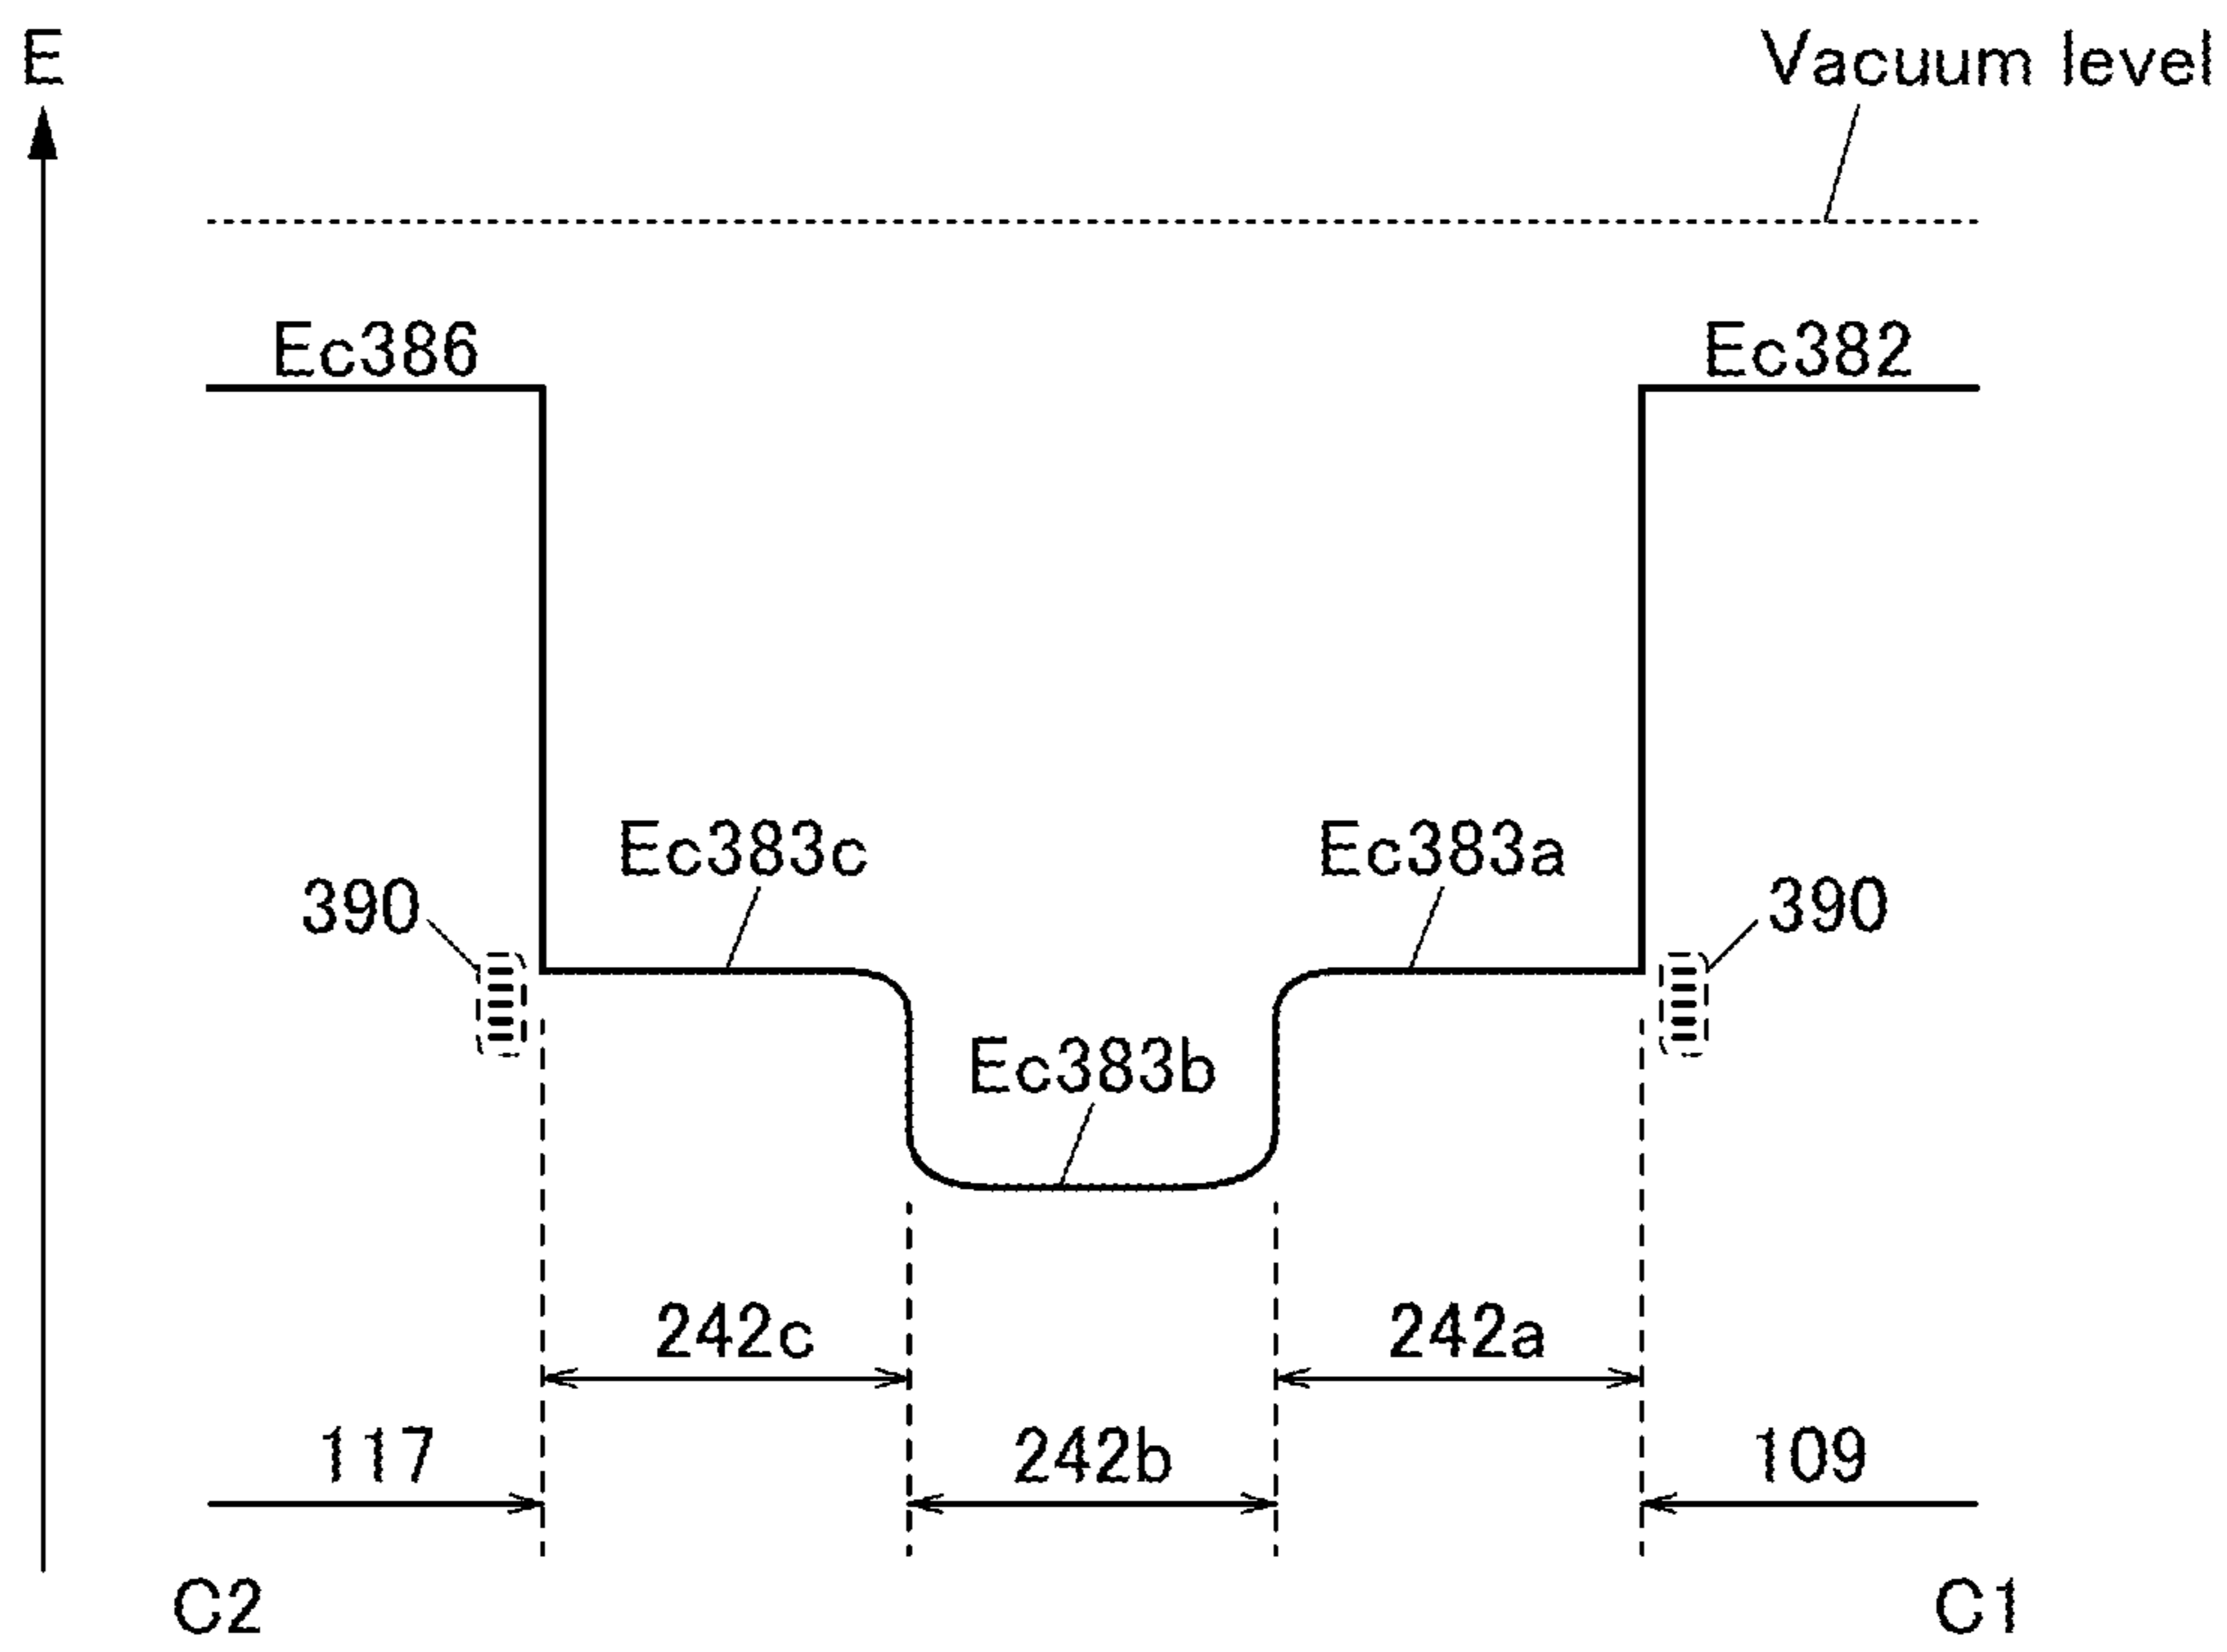 E
Vacuum level
Ec386
Ec382
Ec383c
Ec383a
390
390
Ec383b
242c
242a
117
242b
109
C2
C1